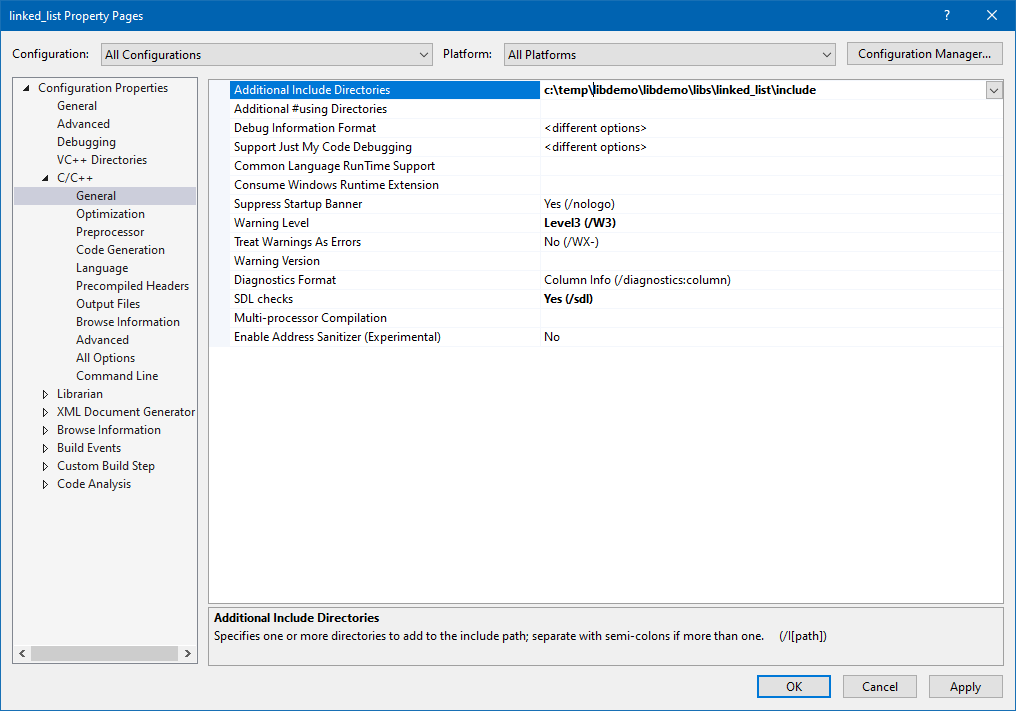 linked_list Property Pages ?
Configuration: All Configurations Platform: All Platforms Configuration Manager...
Configuration Properties
General
Advanced
Debugging
VC++ Directories
C/C++
General
Optimization
Preprocessor
Code Generation
Language
Precompiled Headers
Output Files
Browse Information
Advanced
All Options
Command Line
Librarian
XML Document Generator
Browse Information
Build Events
Custom Build Step
Code Analysis
Additional Include Directories c:\temp\libdemo\libdemo\libs\linked_list\include
Additional #using Directories
Debug Information Format <different options>
Support Just My Code Debugging <different options>
Common Language RunTime Support
Consume Windows Runtime Extension
Suppress Startup Banner Yes (/nologo)
Warning Level Level3 (/W3)
Treat Warnings As Errors No (/WX-)
Warning Version
Diagnostics Format Column Info (/diagnostics:column)
SDL checks Yes (/sdl)
Multi-processor Compilation
Enable Address Sanitizer (Experimental) No
Additional Include Directories
Specifies one or more directories to add to the include path; separate with semi-colons if more than one. (/I[path])
OK Cancel Apply